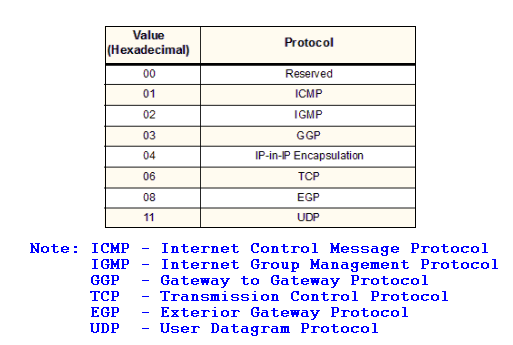 Value (Hexadecimal) Protocol
00 Reserved
01 ICMP
02 IGMP
03 GGP
04 IP-in-IP Encapsulation
06 TCP
08 EGP
11 UDP
Note: ICMP - Internet Control Message Protocol
IGMP - Internet Group Management Protocol
GGP - Gateway to Gateway Protocol
TCP - Transmission Control Protocol
EGP - Exterior Gateway Protocol
UDP - User Datagram Protocol